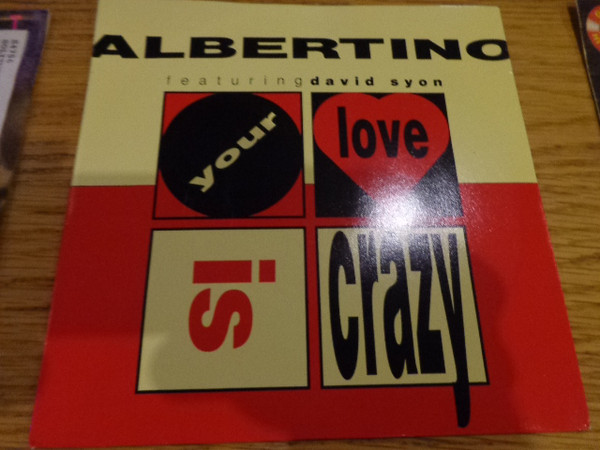 ALBERTINO
featuring david syon
your
love
is
crazy